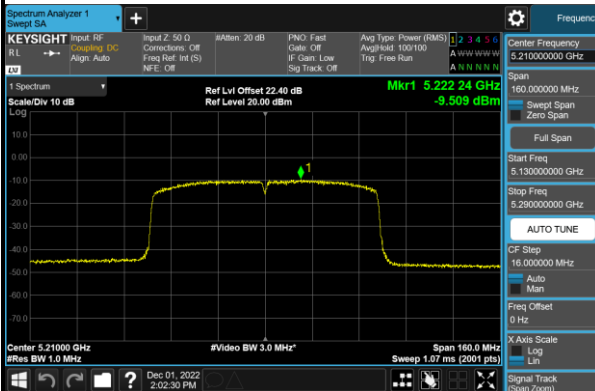 Spectrum Analyzer 1
Swept SA
+
Frequenc
KEYSIGHT Input: RF Input Z: 50 Ω #Atten: 20 dB PNO: Fast Avg Type: Power (RMS) 1 2 3 4 5 6
RL Coupling: DC Corrections: Off Gate: Off Avg|Hold: 100/100 A W W W W W
Align: Auto Freq Ref: Int (S) IF Gain: Low Trig: Free Run A N N N N N
NFE: Off Sig Track: Off
1 Spectrum
Ref Lvl Offset 22.40 dB
Mkr1 5.222 24 GHz
Scale/Div 10 dB
Ref Level 20.00 dBm
-9.509 dBm
Log
10.0
0.00
-10.0
-20.0
-30.0
-40.0
-50.0
-60.0
-70.0
1
Center 5.21000 GHz
#Video BW 3.0 MHz*
Span 160.0 MHz
#Res BW 1.0 MHz
Sweep 1.07 ms (2001 pts)
?
Dec 01, 2022
2:02:30 PM
Center Frequency
5.210000000 GHz
Span
160.000000 MHz
Swept Span
Zero Span
Full Span
Start Freq
5.130000000 GHz
Stop Freq
5.290000000 GHz
AUTO TUNE
CF Step
16.000000 MHz
Auto
Man
Freq Offset
0 Hz
X Axis Scale
Log
Lin
Signal Track
(Span Zoom)